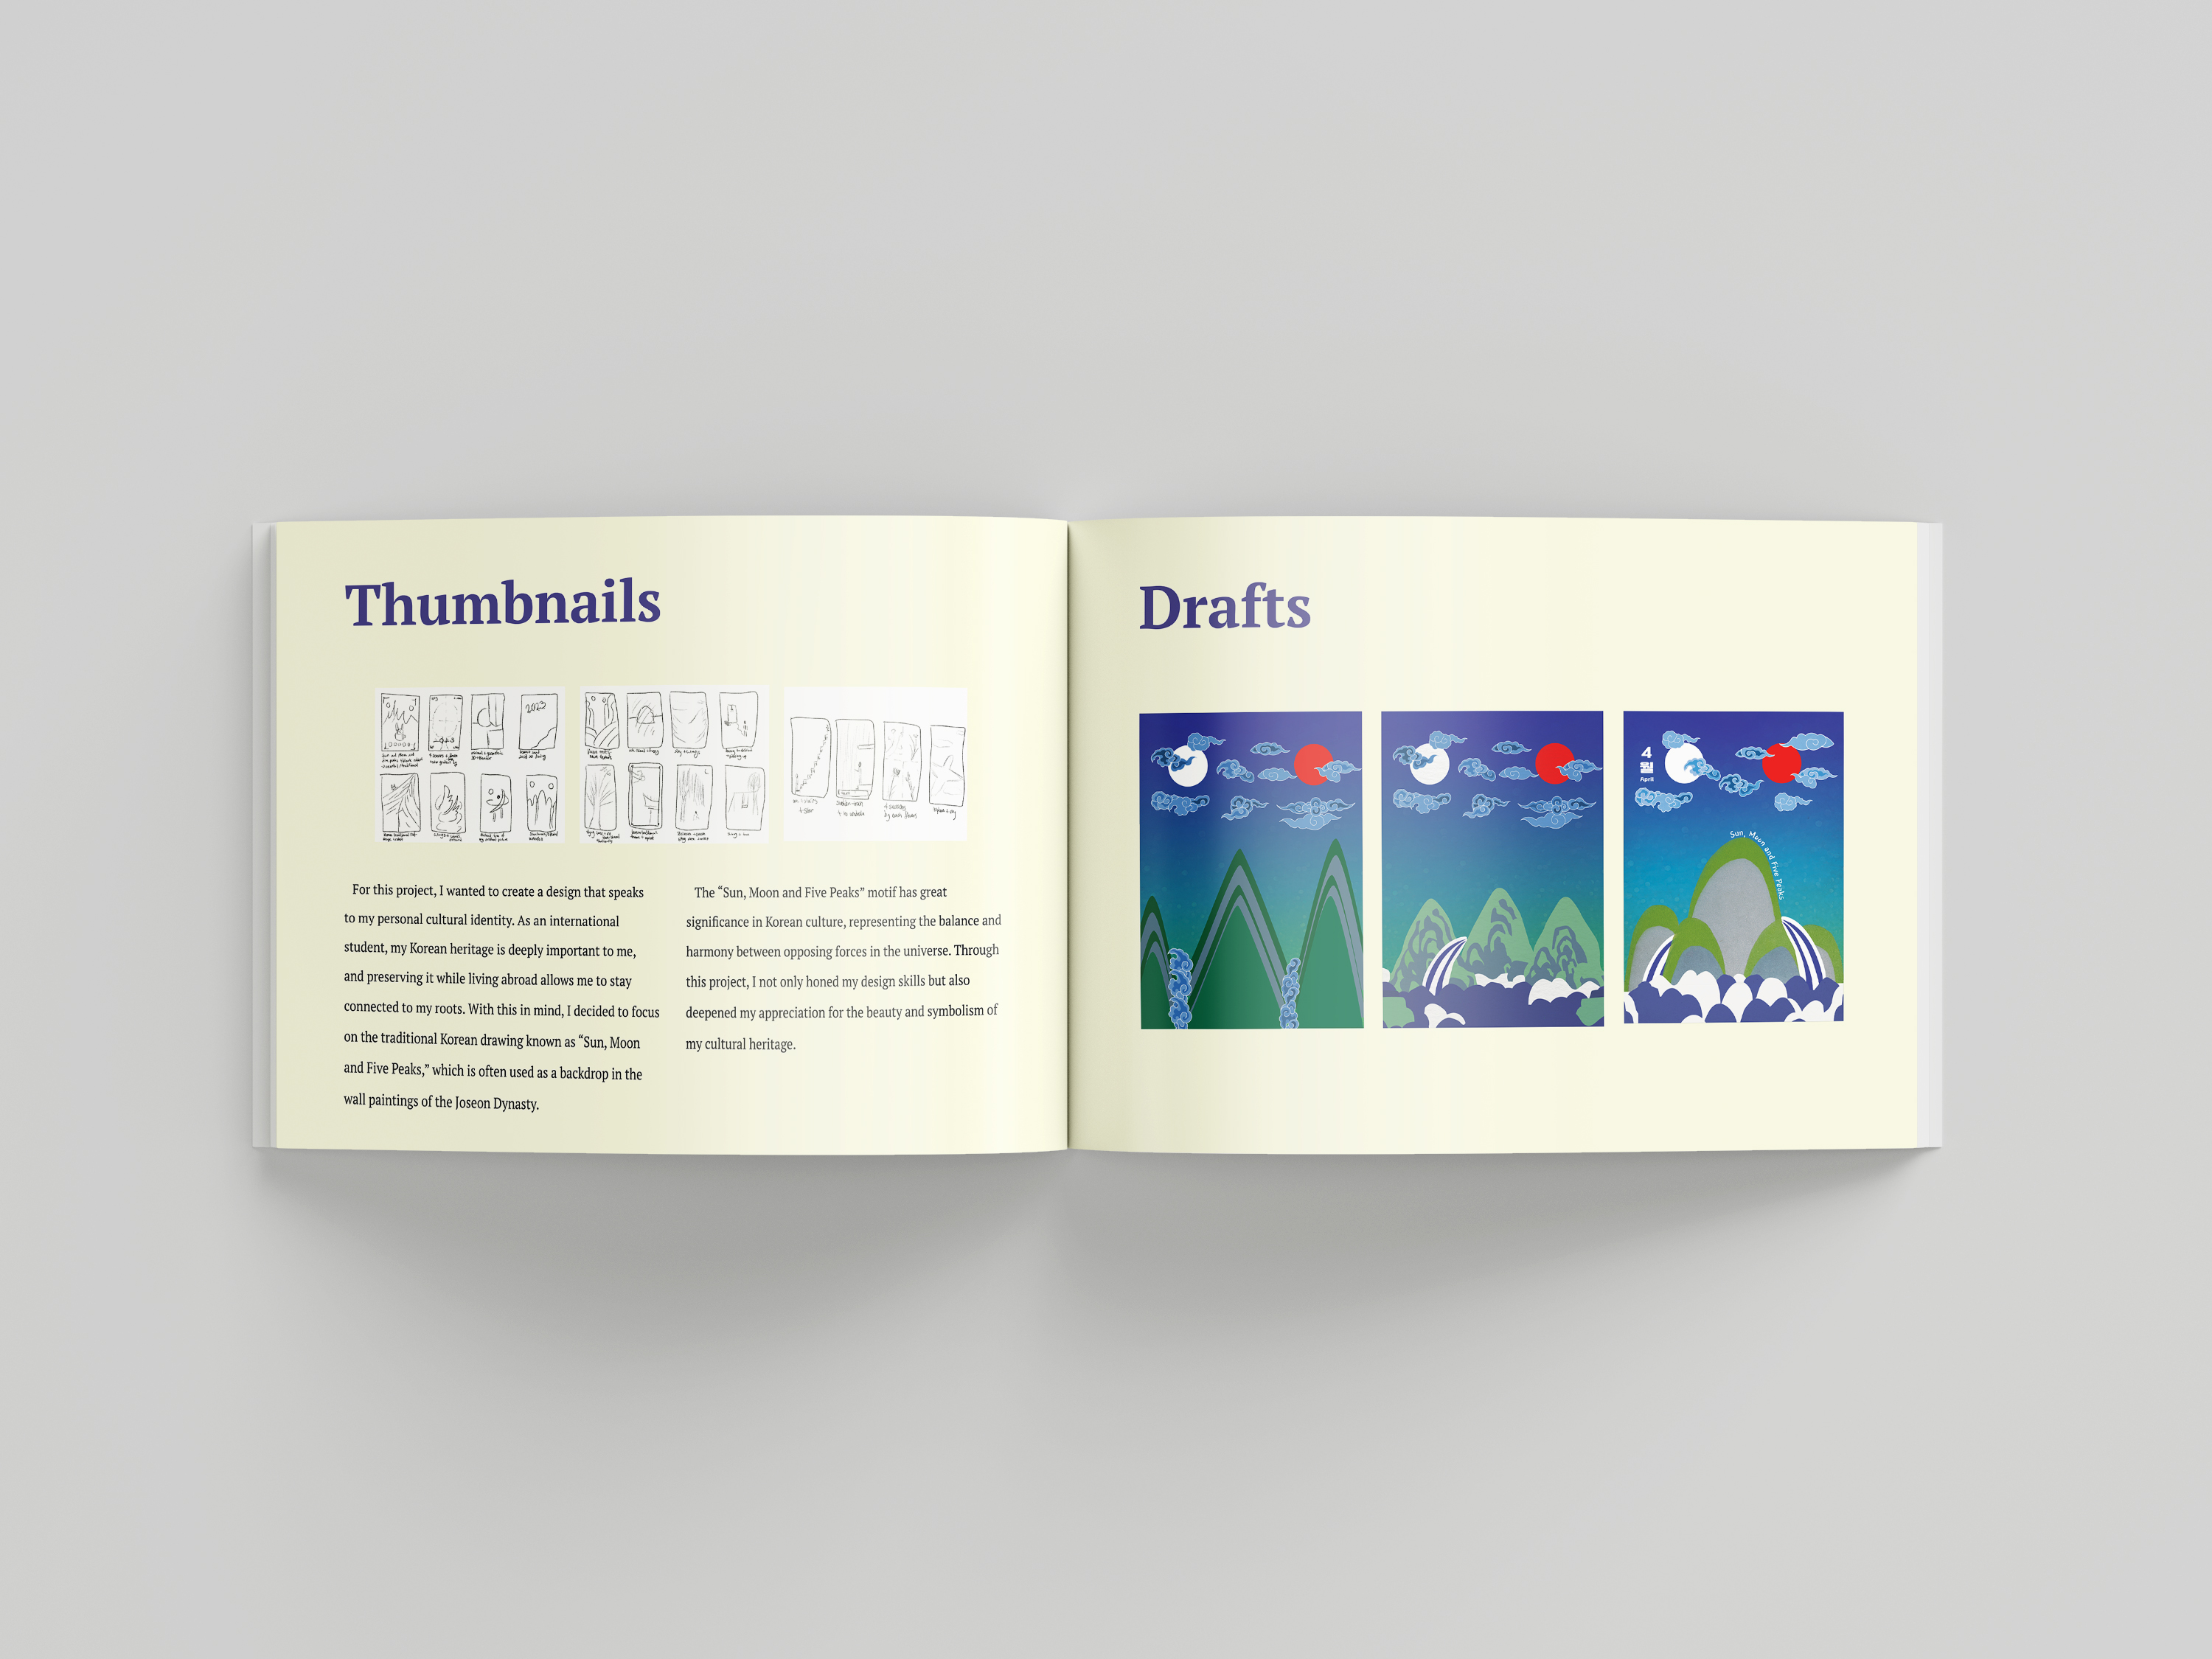 Thumbnails
2023
For this project, I wanted to create a design that speaks
to my personal cultural identity. As an international
student, my Korean heritage is deeply important to me,
and preserving it while living abroad allows me to stay
connected to my roots. With this in mind, I decided to focus
on the traditional Korean drawing known as “Sun, Moon
and Five Peaks,” which is often used as a backdrop in the
wall paintings of the Joseon Dynasty.
The “Sun, Moon and Five Peaks” motif has great
significance in Korean culture, representing the balance and
harmony between opposing forces in the universe. Through
this project, I not only honed my design skills but also
deepened my appreciation for the beauty and symbolism of
my cultural heritage.
Drafts
4
월
April
Sun, Moon and Five Peaks